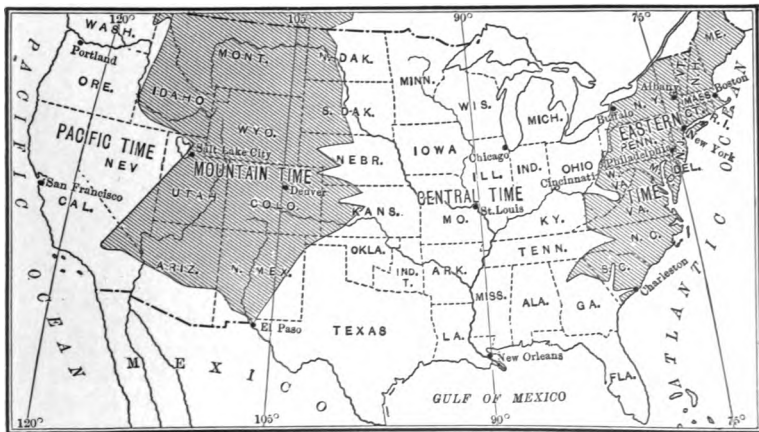 120°
105
90°
75°
WASH.
Portland
ORE.
MONT.
N. DAK.
IDAHO
S. DAK.
MINN.
WIS.
MICH.
ME.
VT.
N.H.
Albany
Boston
MASS.
CT.
R.I.
N.Y.
Buffalo
WYO.
PACIFIC TIME
NEV
Salt Lake City
MOUNTAIN TIME
NEBR.
IOWA
Chicago
ILL.
IND.
OHIO
Cincinnati
EASTERN
TIME
PENN.
New York
Philadelphia
DEL.
W. VA.
VA.
San Francisco
CAL.
UTAH
Denver
COLO.
KANS.
CENTRAL TIME
MO.
St. Louis
KY.
TENN.
N.C.
S.C.
Charleston
ARIZ.
N. MEX.
OKLA.
IND. T.
ARK.
MISS.
ALA.
GA.
El Paso
TEXAS
LA.
New Orleans
FLA.
PACIFIC OCEAN
MEXICO
GULF OF MEXICO
ATLANTIC OCEAN
120°
105°
90°
75°